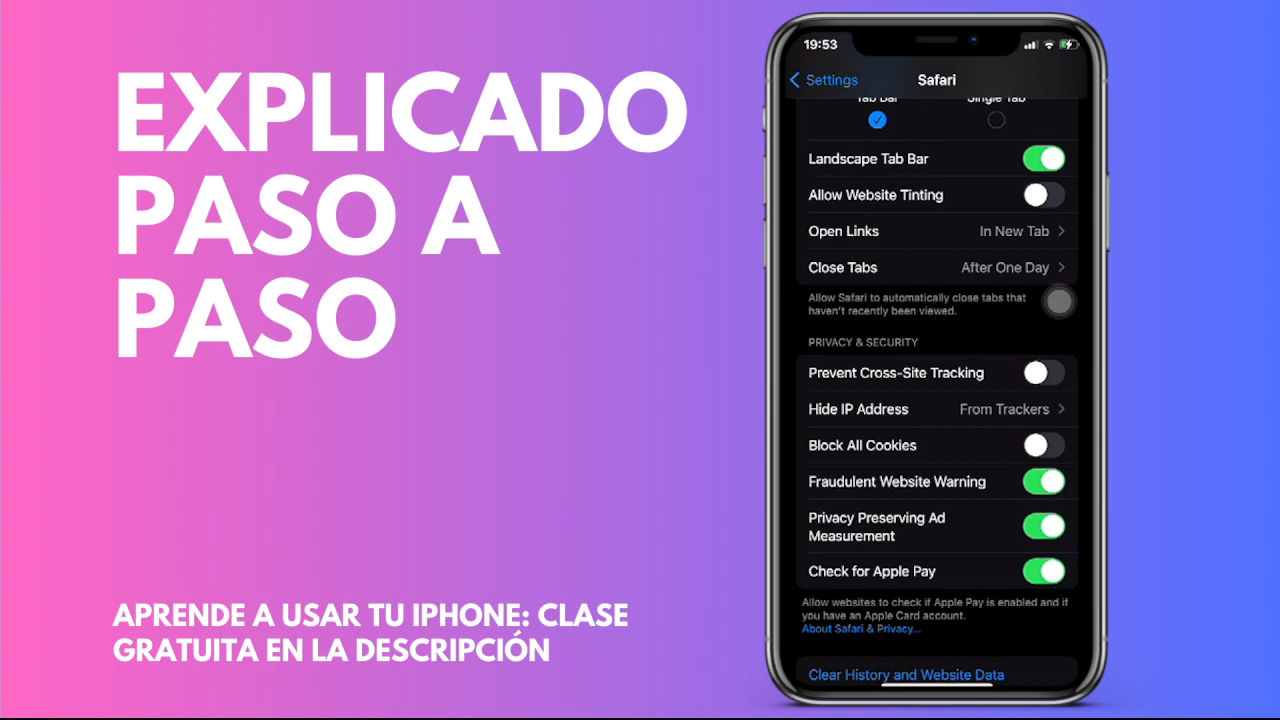 EXPLICADO
PASO A
PASO
APRENDE A USAR TU IPHONE: CLASE
GRATUITA EN LA DESCRIPCIÓN
19:53
Settings
Safari
Tab Bar
Single Tab
Landscape Tab Bar
Allow Website Tinting
Open Links In New Tab
Close Tabs After One Day
Allow Safari to automatically close tabs that
haven't recently been viewed.
PRIVACY & SECURITY
Prevent Cross-Site Tracking
Hide IP Address From Trackers
Block All Cookies
Fraudulent Website Warning
Privacy Preserving Ad
Measurement
Check for Apple Pay
Allow websites to check if Apple Pay is enabled and if
you have an Apple Card account.
About Safari & Privacy...
Clear History and Website Data